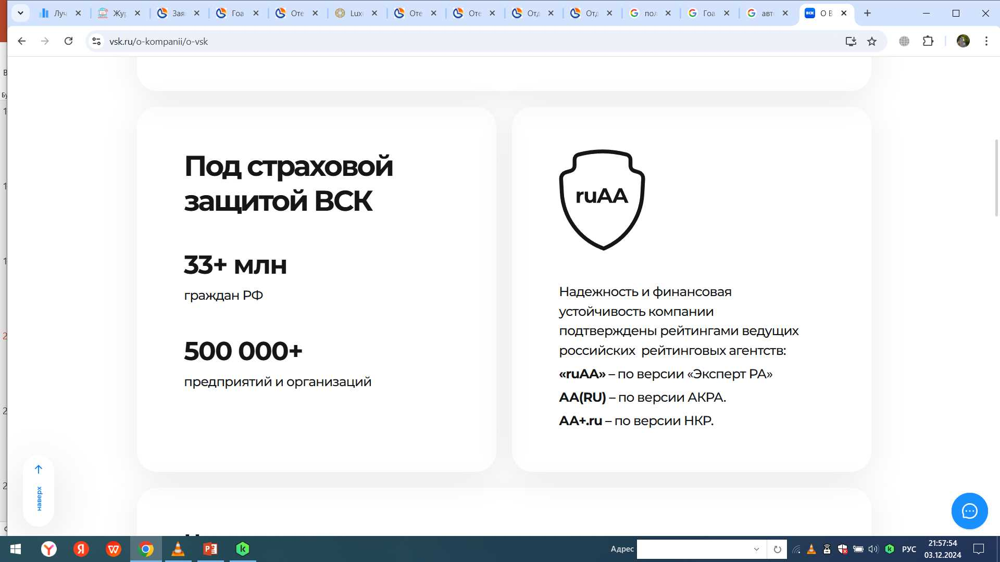 Луч
Жур
Зая
Гоа
Оте
Lux
Оте
Оте
Отд
Отд
пол
Гоа
авт
ВСК
О В
vsk.ru/o-kompanii/o-vsk
Под страховой
защитой ВСК
33+ млн
граждан РФ
500 000+
предприятий и организаций
ruAA
Надежность и финансовая
устойчивость компании
подтверждены рейтингами ведущих
российских рейтинговых агентств:
«ruAA» – по версии «Эксперт РА»
AA(RU) – по версии АКРА.
AA+.ru – по версии НКР.
наверх
Адрес
РУС
21:57:54
03.12.2024